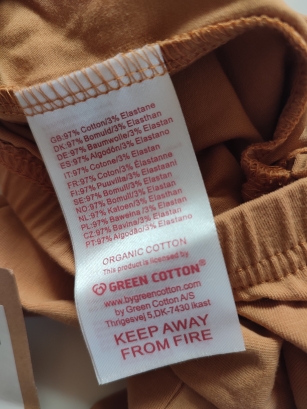 GB:97% Cotton/3% Elastane
DK:97% Bomuld/3% Elasthan
DE:97% Baumwolle/3% Elasthan
ES:97% Algodón/3% Elastano
IT:97% Cotone/3% Elastan
FR:97% Coton/3% Élasthanne
FI:97% Puuvillaa/3% Elastaani
SE:97% Bomull/3% Elastan
NO:97% Bomull/3% Elastan
NL:97% Katoen/3% Elasthan
PL:97% Bawełna/3% Elastan
CZ:97% Bavlna/3% Elastan
PT:97% Algodão/3% Elastano
ORGANIC COTTON
This product is licensed by
GREEN COTTON®
www.bygreencotton.com
by Green Cotton A/S
Thrigesvej 5,DK-7430 Ikast
KEEP AWAY
FROM FIRE